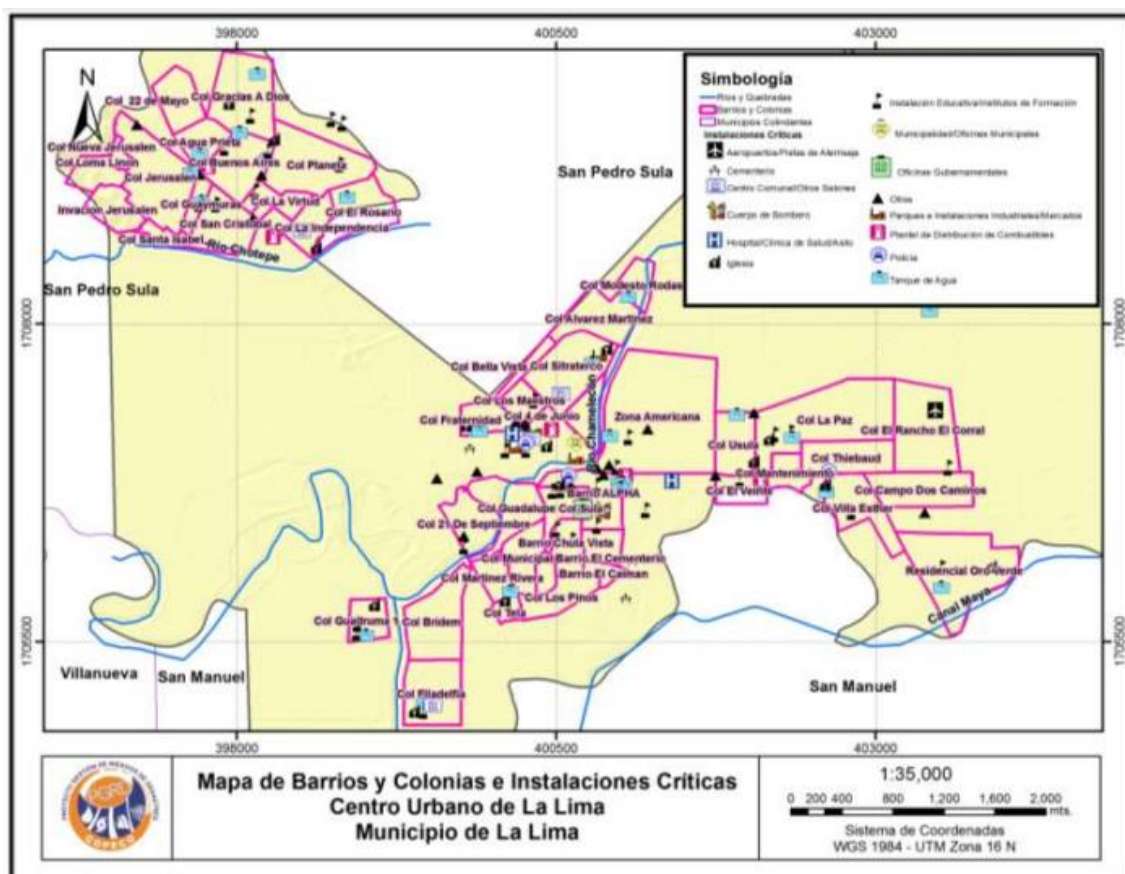 398000
400500
403000
N
Simbología
Ríos y Quebradas
Barrios y Colonias
Municipios Colindantes
Instalaciones Críticas
Aeropuertos/Pistas de Aterrisaje
Cementerio
Centro Comunal/Otros Salones
Cuerpo de Bombero
Hospital/Clínica de Salud/Asilo
Iglesia
Instalación Educativa/Institutos de Formación
Municipalidad/Oficinas Municipales
Oficinas Gubernamentales
Otros
Parques e Instalaciones Industriales/Mercados
Plantel de Distribución de Combustibles
Policía
Tanque de Agua
Col 22 de Mayo
Col Gracias A Dios
Col Nueva Jerusalen
Col Agua Prieta
Col Loma Linon
Col Buenos Aires
Col Planeta
Col Jerusalen
Invacion Jerusalen
Col Guaymuras
Col La Virtud
Col El Rosario
Col San Cristobal
Col La Independencia
Col Santa Isabel
Rio Chotepe
San Pedro Sula
San Pedro Sula
1708000
1708000
Col Modesto Rodas
Col Alvarez Martinez
Col Bella Vista
Col Sitraterco
Col Los Maestros
Col Fraternidad
Col 4 de Junio
Rio Chamelecon
Zona Americana
Col La Paz
Col Usula
Col El Rancho El Corral
Col Thiebaud
Col Mantenimiento
Col El Veinte
Col Campo Dos Caminos
Col Villa Esther
Barrio ALPHA
Col Guadalupe
Col Sula
Col 21 De Septiembre
Barrio Chula Vista
Col Municipal
Barrio El Cementerio
Col Martinez Rivera
Barrio El Caiman
Col Los Pinos
Col Tela
Residencial Oro Verde
Canal Maya
Col Guaitruma 1
Col Bridem
Col Filadelfia
1705500
1705500
Villanueva
San Manuel
San Manuel
398000
400500
403000
COPECO
Mapa de Barrios y Colonias e Instalaciones Críticas
Centro Urbano de La Lima
Municipio de La Lima
1:35,000
0 200 400 800 1,200 1,600 2,000
mts.
Sistema de Coordenadas
WGS 1984 - UTM Zona 16 N